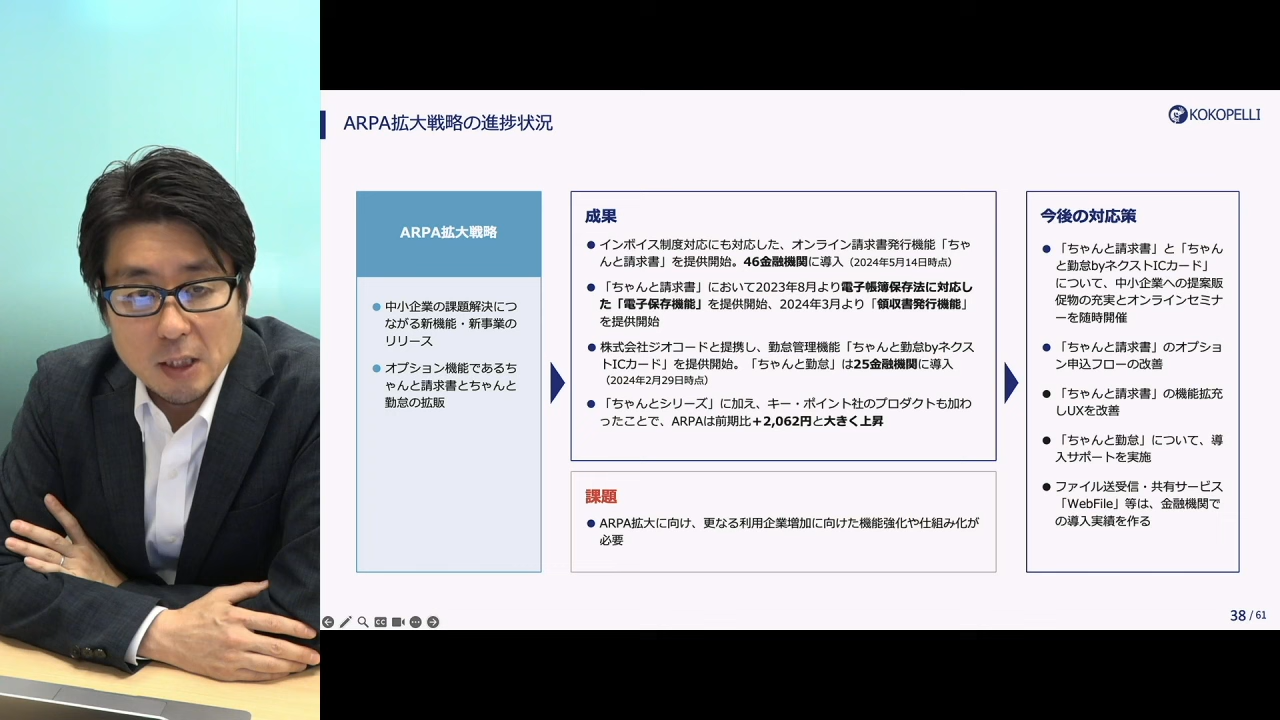 ARPA拡大戦略の進捗状況
KOKOPELLI
ARPA拡大戦略
中小企業の課題解決につ
ながる新機能・新事業の
リリース
オプション機能であるち
ゃんと請求書とちゃんと
勤怠の拡販
成果
インボイス制度対応にも対応した、オンライン請求書発行機能「ちゃ
んと請求書」を提供開始。46金融機関に導入（2024年5月14日時点）
「ちゃんと請求書」において2023年8月より電子帳簿保存法に対応し
た「電子保存機能」を提供開始、2024年3月より「領収書発行機能」
を提供開始
株式会社ジオコードと提携し、勤怠管理機能「ちゃんと勤怠byネクス
トICカード」を提供開始。「ちゃんと勤怠」は25金融機関に導入
（2024年2月29日時点）
「ちゃんとシリーズ」に加え、キー・ポイント社のプロダクトも加わ
ったことで、ARPAは前期比＋2,062円と大きく上昇
課題
ARPA拡大に向け、更なる利用企業増加に向けた機能強化や仕組み化が
必要
今後の対応策
「ちゃんと請求書」と「ちゃん
と勤怠byネクストICカード」
について、中小企業への提案販
促物の充実とオンラインセミナ
ーを随時開催
「ちゃんと請求書」のオプショ
ン申込フローの改善
「ちゃんと請求書」の機能拡充
しUXを改善
「ちゃんと勤怠」について、導
入サポートを実施
ファイル送受信・共有サービス
「WebFile」等は、金融機関で
の導入実績を作る
CC
38 / 61